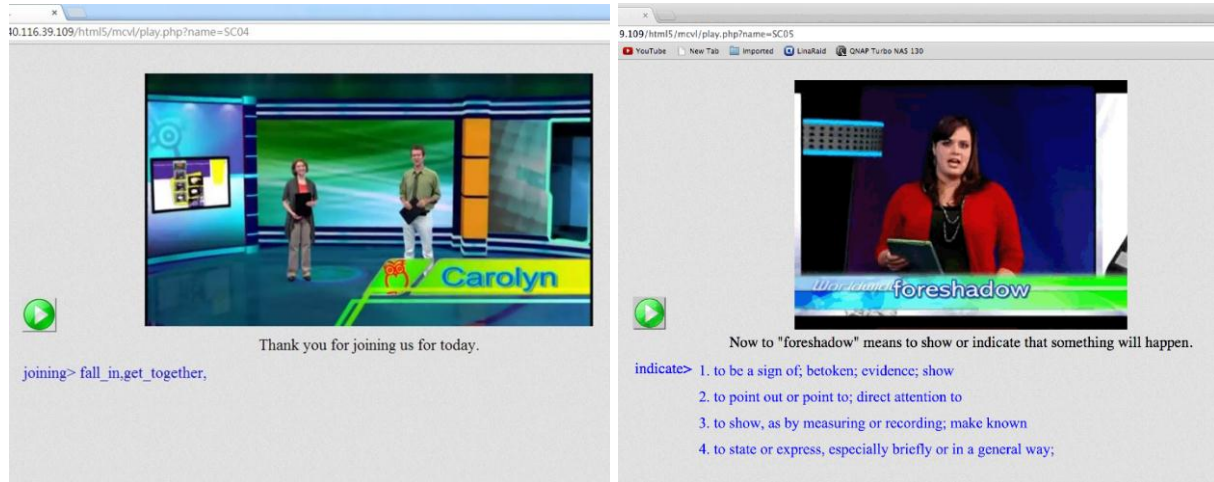 40.116.39.109/html5/mcvl/play.php?name=SC04
Carolyn
Thank you for joining us for today.
joining> fall_in,get_together,
9.109/html5/mcvl/play.php?name=SC05
YouTube New Tab Imported LinaRaid QNAP Turbo NAS 130
foreshadow
Now to "foreshadow" means to show or indicate that something will happen.
indicate> 1. to be a sign of; betoken; evidence; show
2. to point out or point to; direct attention to
3. to show, as by measuring or recording; make known
4. to state or express, especially briefly or in a general way;